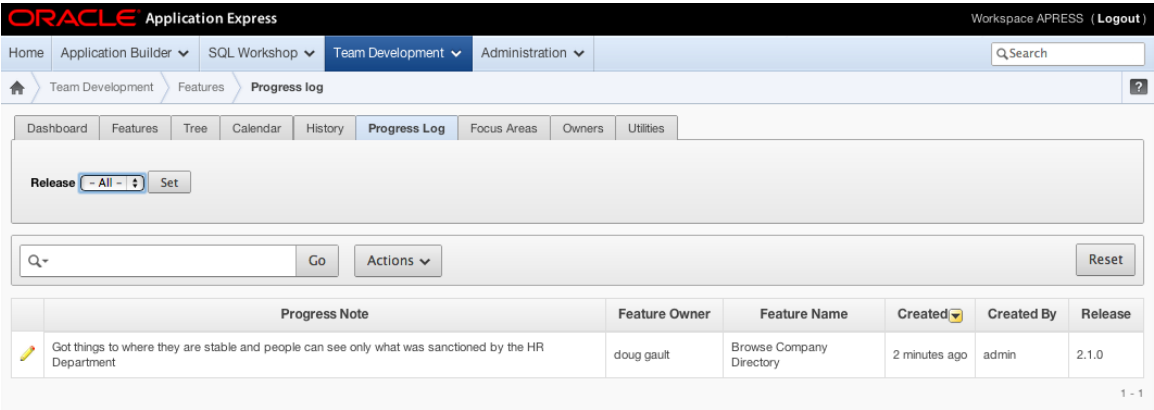 ORACLE Application Express Workspace APRESS (Logout)
Home Application Builder SQL Workshop Team Development Administration Search
Team Development Features Progress log ?
Dashboard Features Tree Calendar History Progress Log Focus Areas Owners Utilities
Release - All - Set
Go Actions Reset
Progress Note Feature Owner Feature Name Created Created By Release
Got things to where they are stable and people can see only what was sanctioned by the HR
Department
doug gault
Browse Company
Directory
2 minutes ago admin 2.1.0
1 - 1